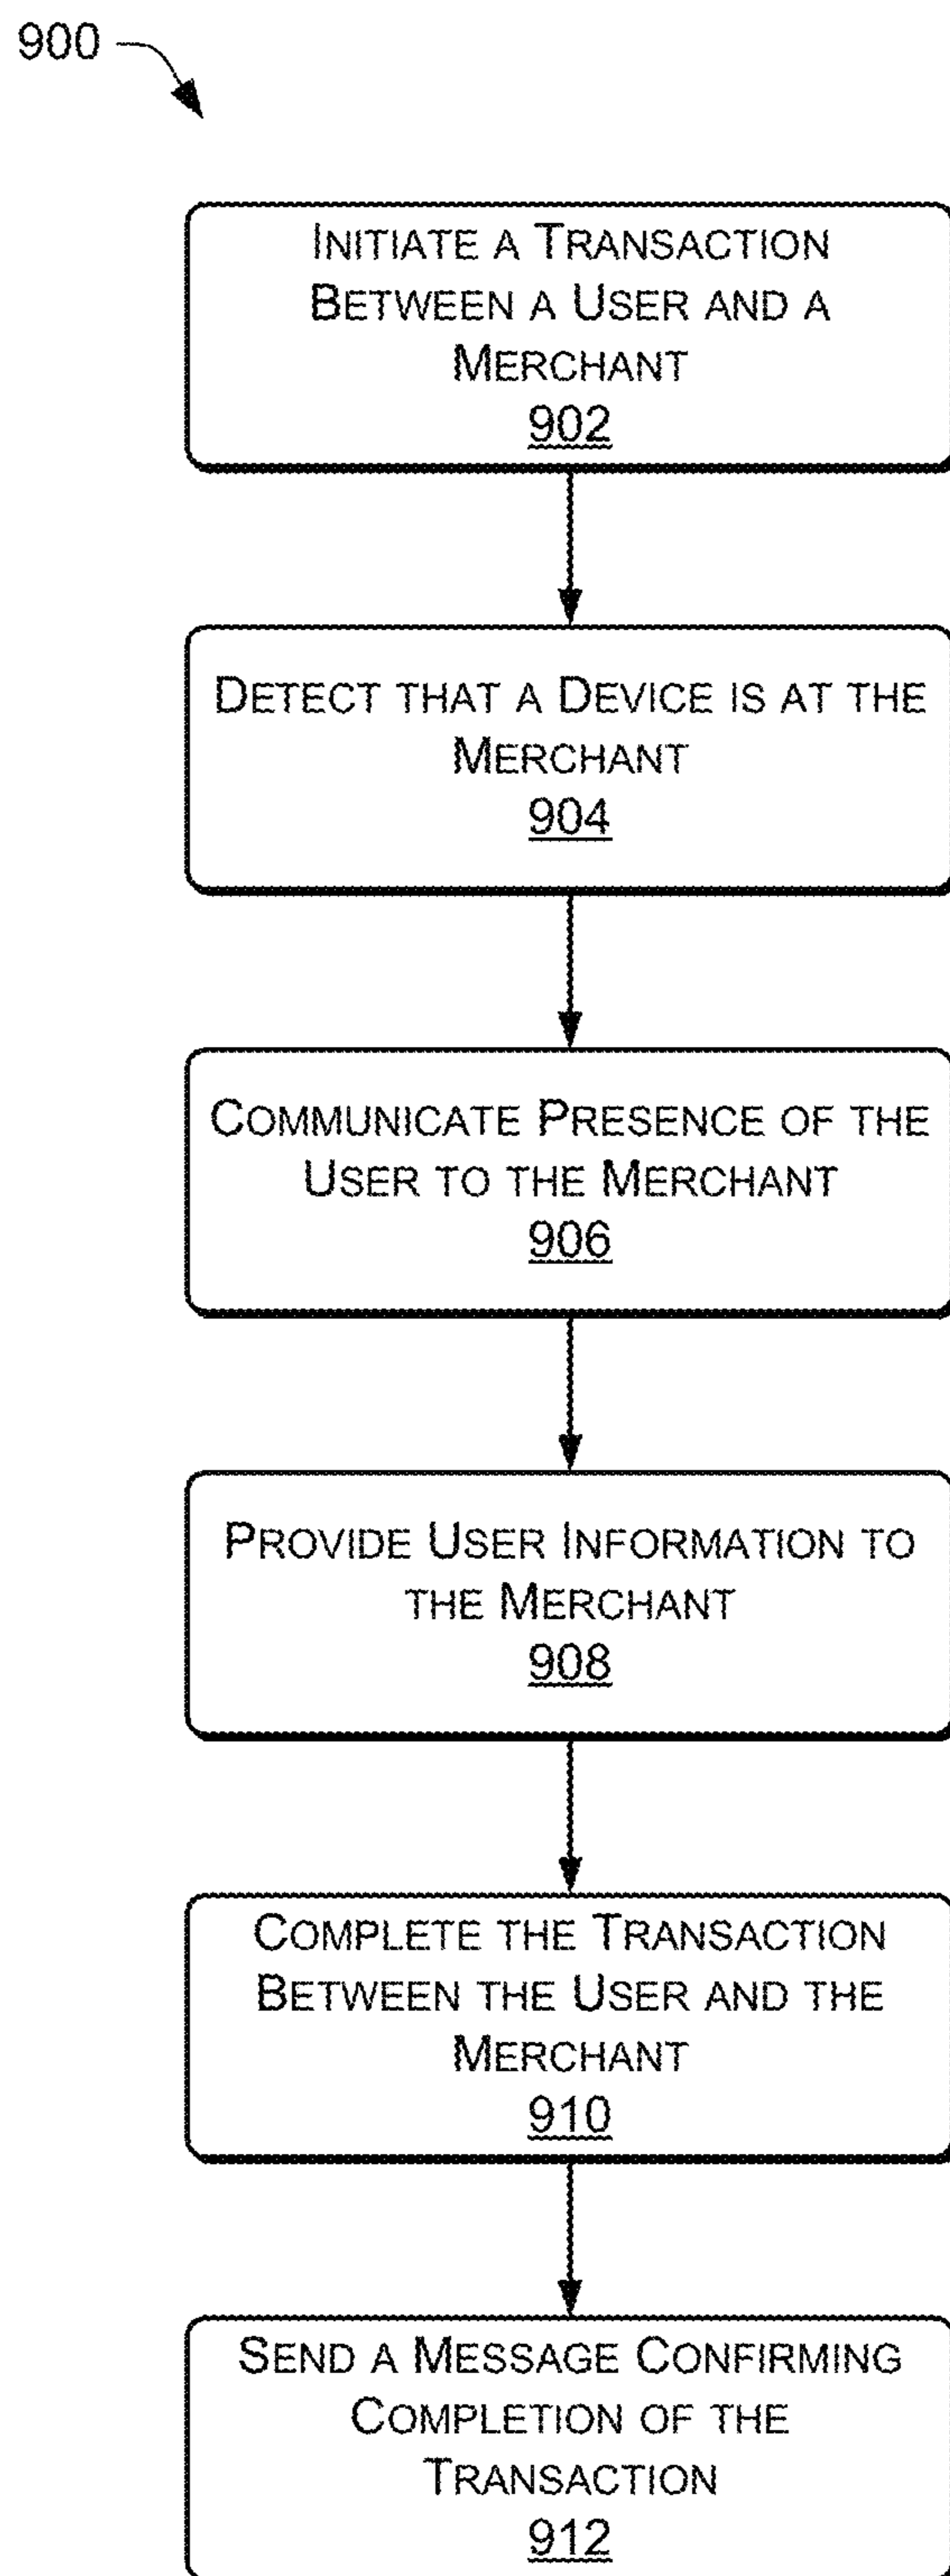 900
INITIATE A TRANSACTION
BETWEEN A USER AND A
MERCHANT
902
DETECT THAT A DEVICE IS AT THE
MERCHANT
904
COMMUNICATE PRESENCE OF THE
USER TO THE MERCHANT
906
PROVIDE USER INFORMATION TO
THE MERCHANT
908
COMPLETE THE TRANSACTION
BETWEEN THE USER AND THE
MERCHANT
910
SEND A MESSAGE CONFIRMING
COMPLETION OF THE
TRANSACTION
912